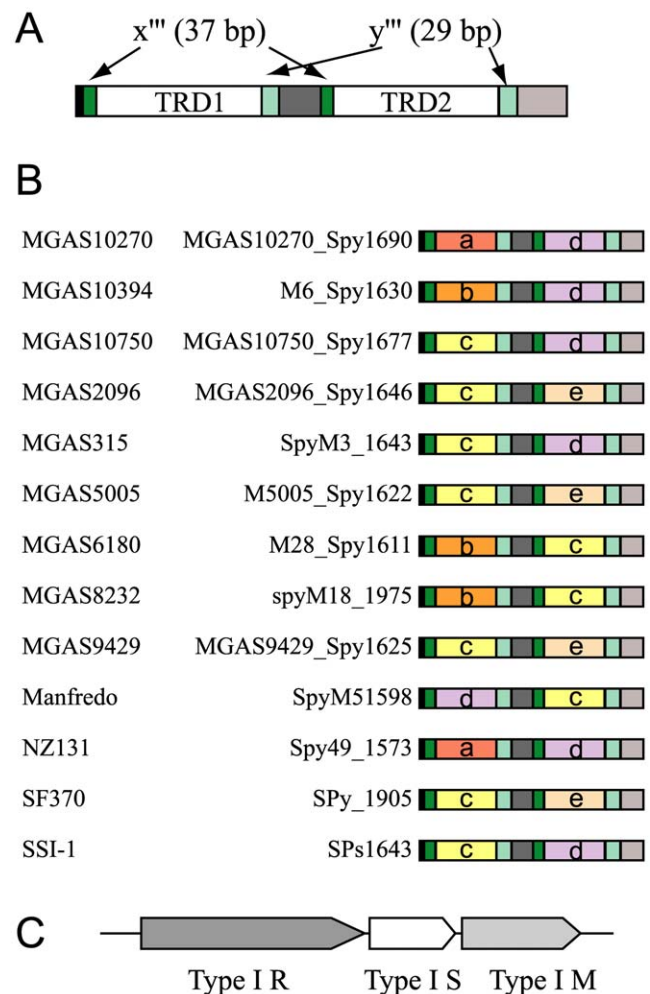 A
x''' (37 bp) y''' (29 bp)
TRD1 TRD2
B
MGAS10270 MGAS10270_Spy1690 a d
MGAS10394 M6_Spy1630 b d
MGAS10750 MGAS10750_Spy1677 c d
MGAS2096 MGAS2096_Spy1646 c e
MGAS315 SpyM3_1643 c d
MGAS5005 M5005_Spy1622 c e
MGAS6180 M28_Spy1611 b c
MGAS8232 spyM18_1975 b c
MGAS9429 MGAS9429_Spy1625 c e
Manfredo SpyM51598 d c
NZ131 Spy49_1573 a d
SF370 SPy_1905 c e
SSI-1 SPs1643 c d
C
Type I R Type I S Type I M